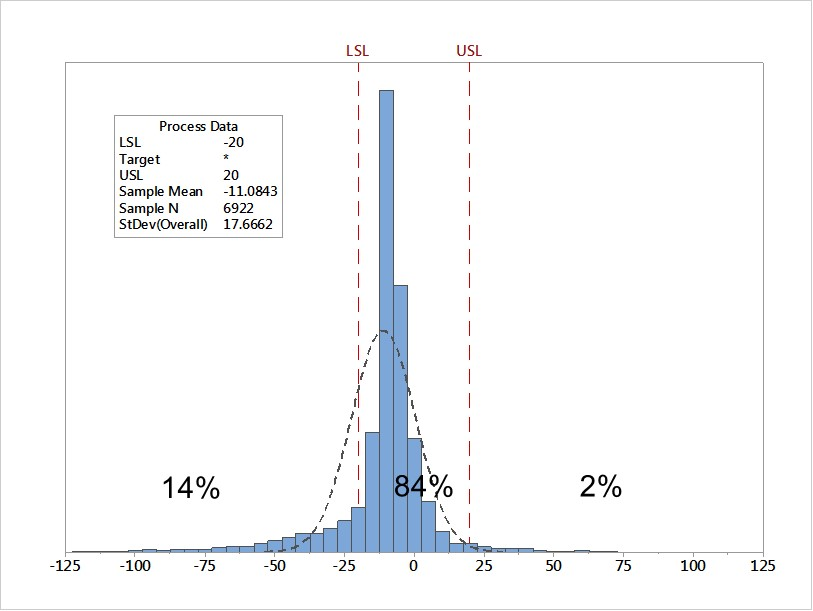 LSL USL
Process Data
LSL -20
Target *
USL 20
Sample Mean -11.0843
Sample N 6922
StDev(Overall) 17.6662
14% 84% 2%
-125 -100 -75 -50 -25 0 25 50 75 100 125